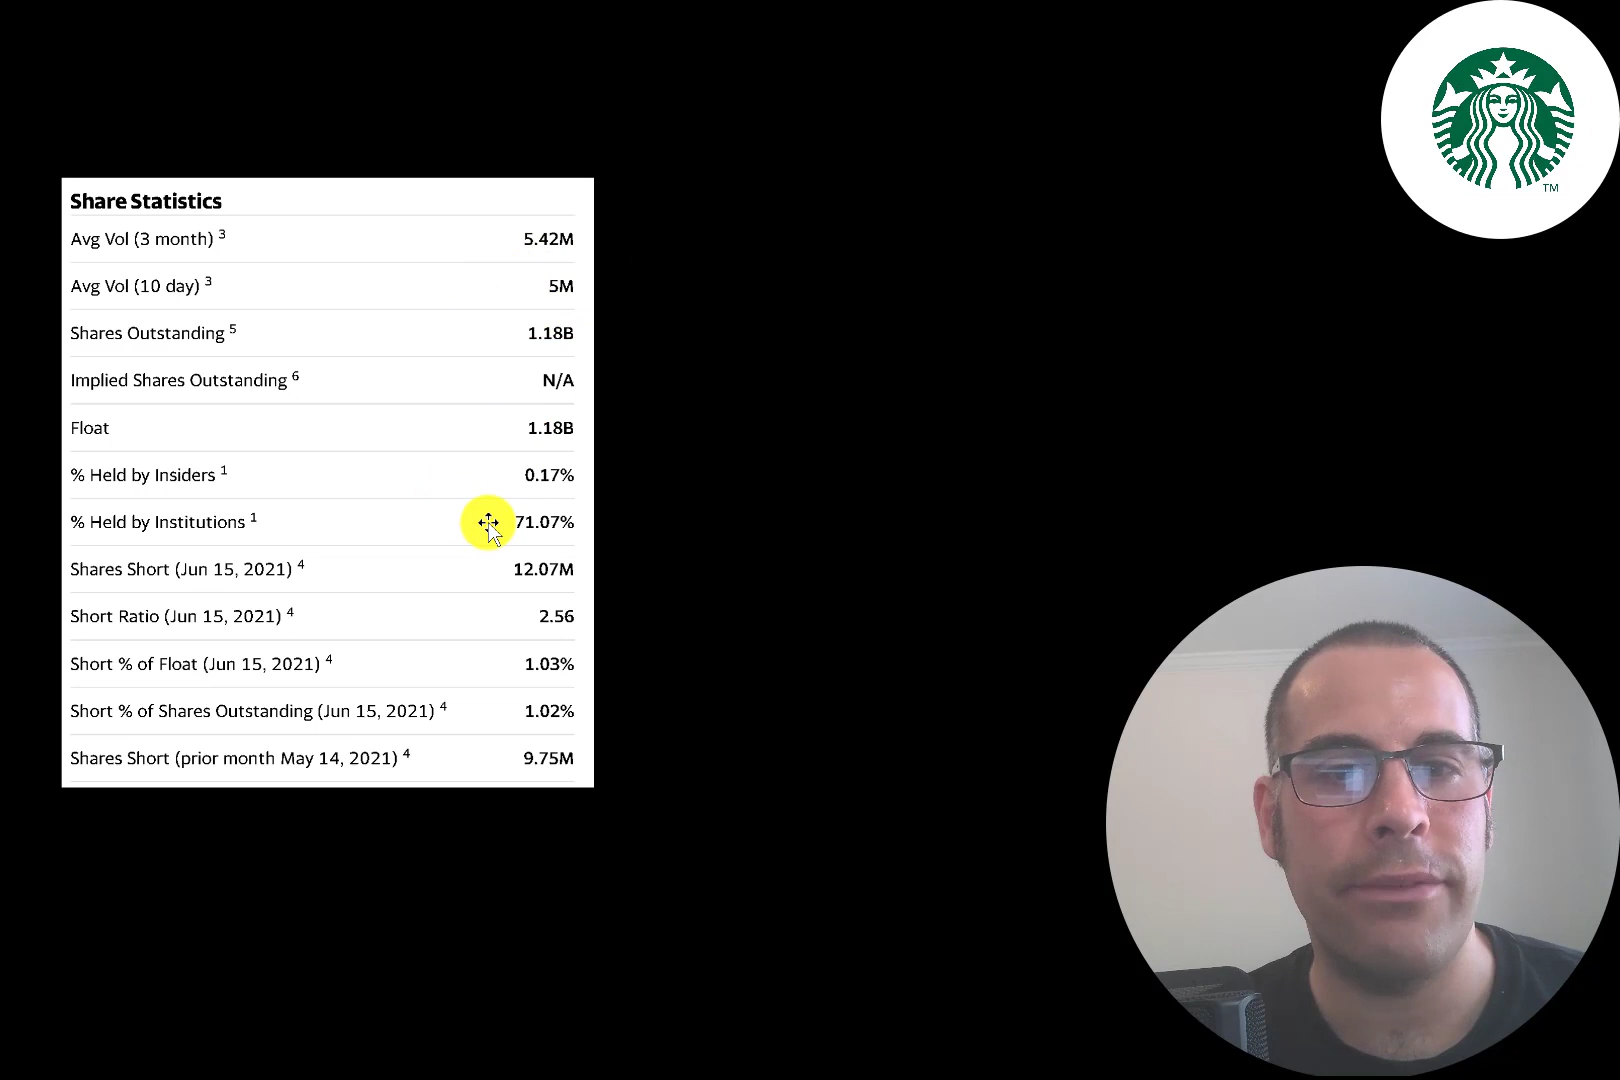 Share Statistics
Avg Vol (3 month) 3 5.42M
Avg Vol (10 day) 3 5M
Shares Outstanding 5 1.18B
Implied Shares Outstanding 6 N/A
Float 1.18B
% Held by Insiders 1 0.17%
% Held by Institutions 1 71.07%
Shares Short (Jun 15, 2021) 4 12.07M
Short Ratio (Jun 15, 2021) 4 2.56
Short % of Float (Jun 15, 2021) 4 1.03%
Short % of Shares Outstanding (Jun 15, 2021) 4 1.02%
Shares Short (prior month May 14, 2021) 4 9.75M
TM